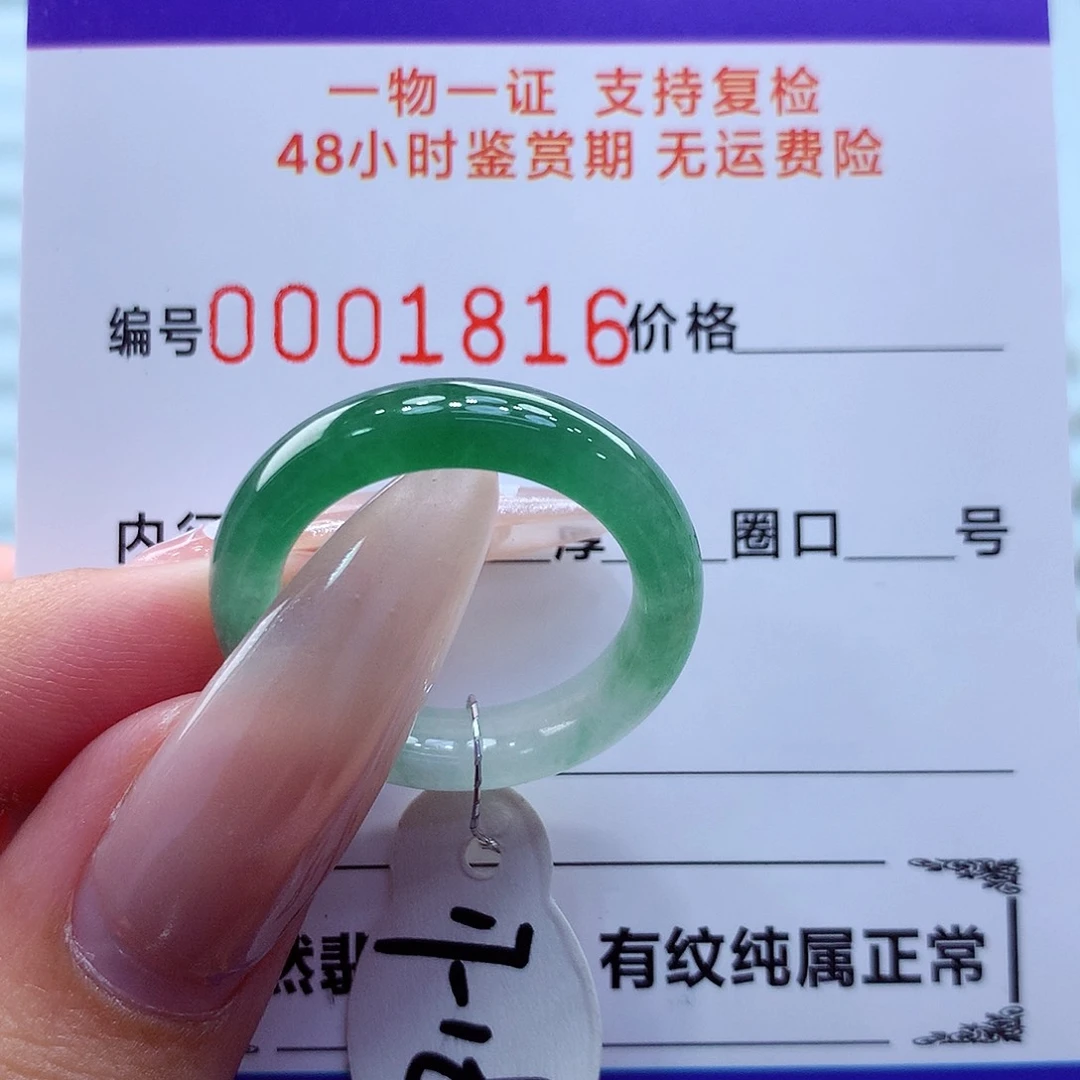 一物一证 支持复检
48小时鉴赏期 无运费险
编号0001816价格
内 厚 圈口 号
有纹纯属正常